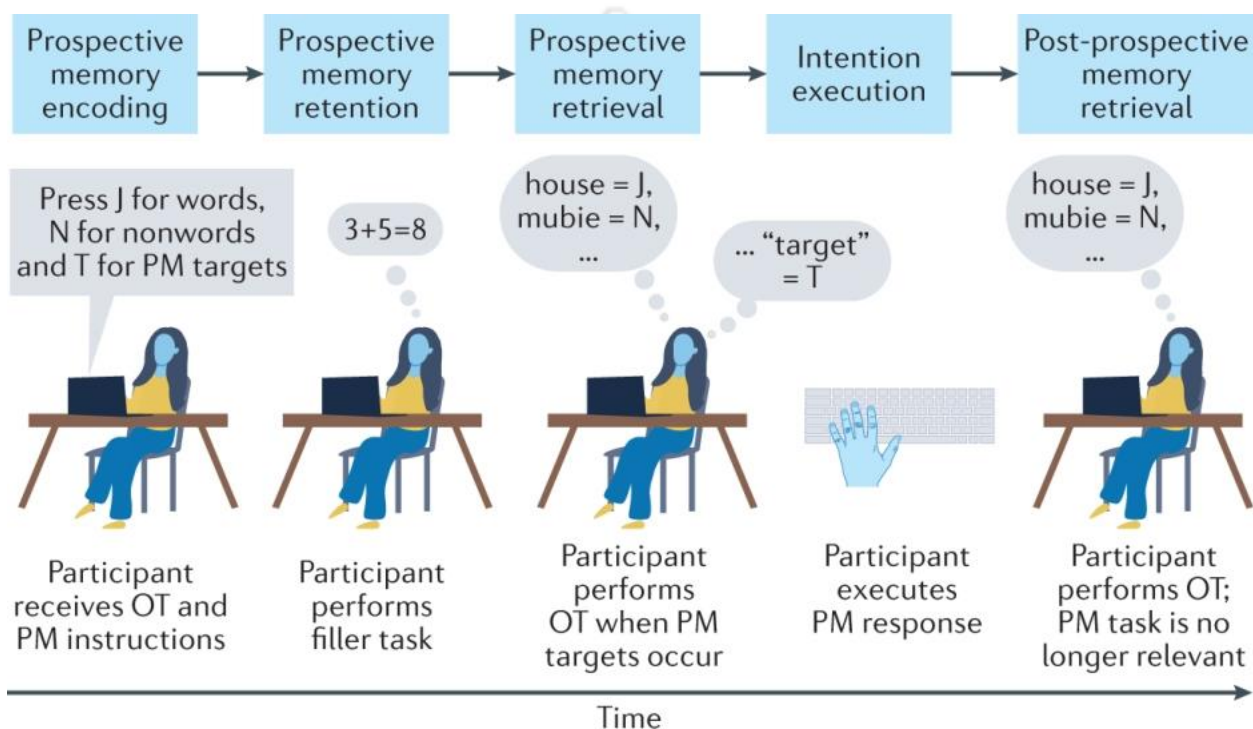 Prospective
memory
encoding
Prospective
memory
retention
Prospective
memory
retrieval
Intention
execution
Post-prospective
memory
retrieval
Press J for words,
N for nonwords
and T for PM targets
3+5=8
house = J,
mubie = N,
...
... “target”
= T
house = J,
mubie = N,
...
Participant
receives OT and
PM instructions
Participant
performs
filler task
Participant
performs
OT when PM
targets occur
Participant
executes
PM response
Participant
performs OT;
PM task is no
longer relevant
Time